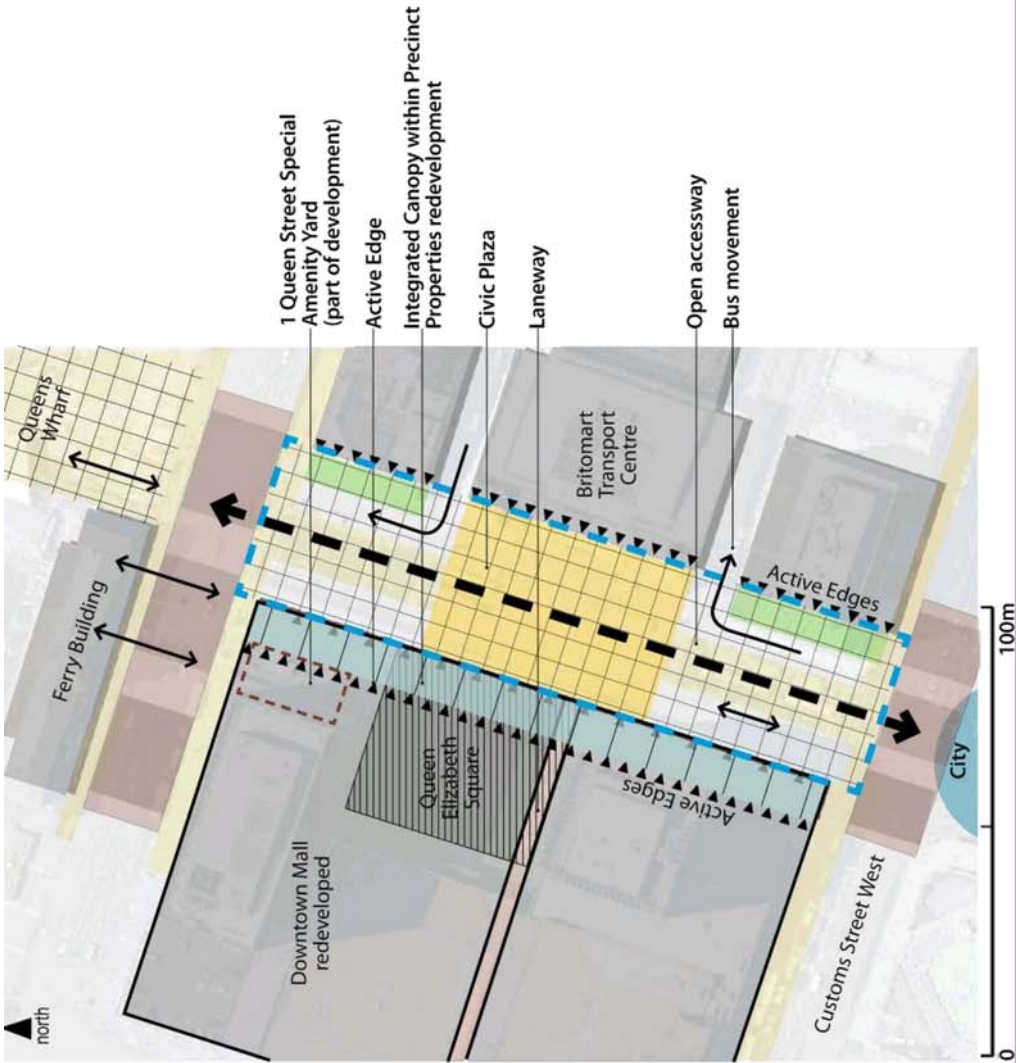 north
Queens
Wharf
Ferry Building
1 Queen Street Special
Amenity Yard
(part of development)
Active Edge
Integrated Canopy within Precinct
Properties redevelopment
Civic Plaza
Laneway
Open accessway
Bus movement
Downtown Mall
redeveloped
Queen
Elizabeth
Square
Britomart
Transport
Centre
Active Edges
Active Edges
Customs Street West
City
0
100m